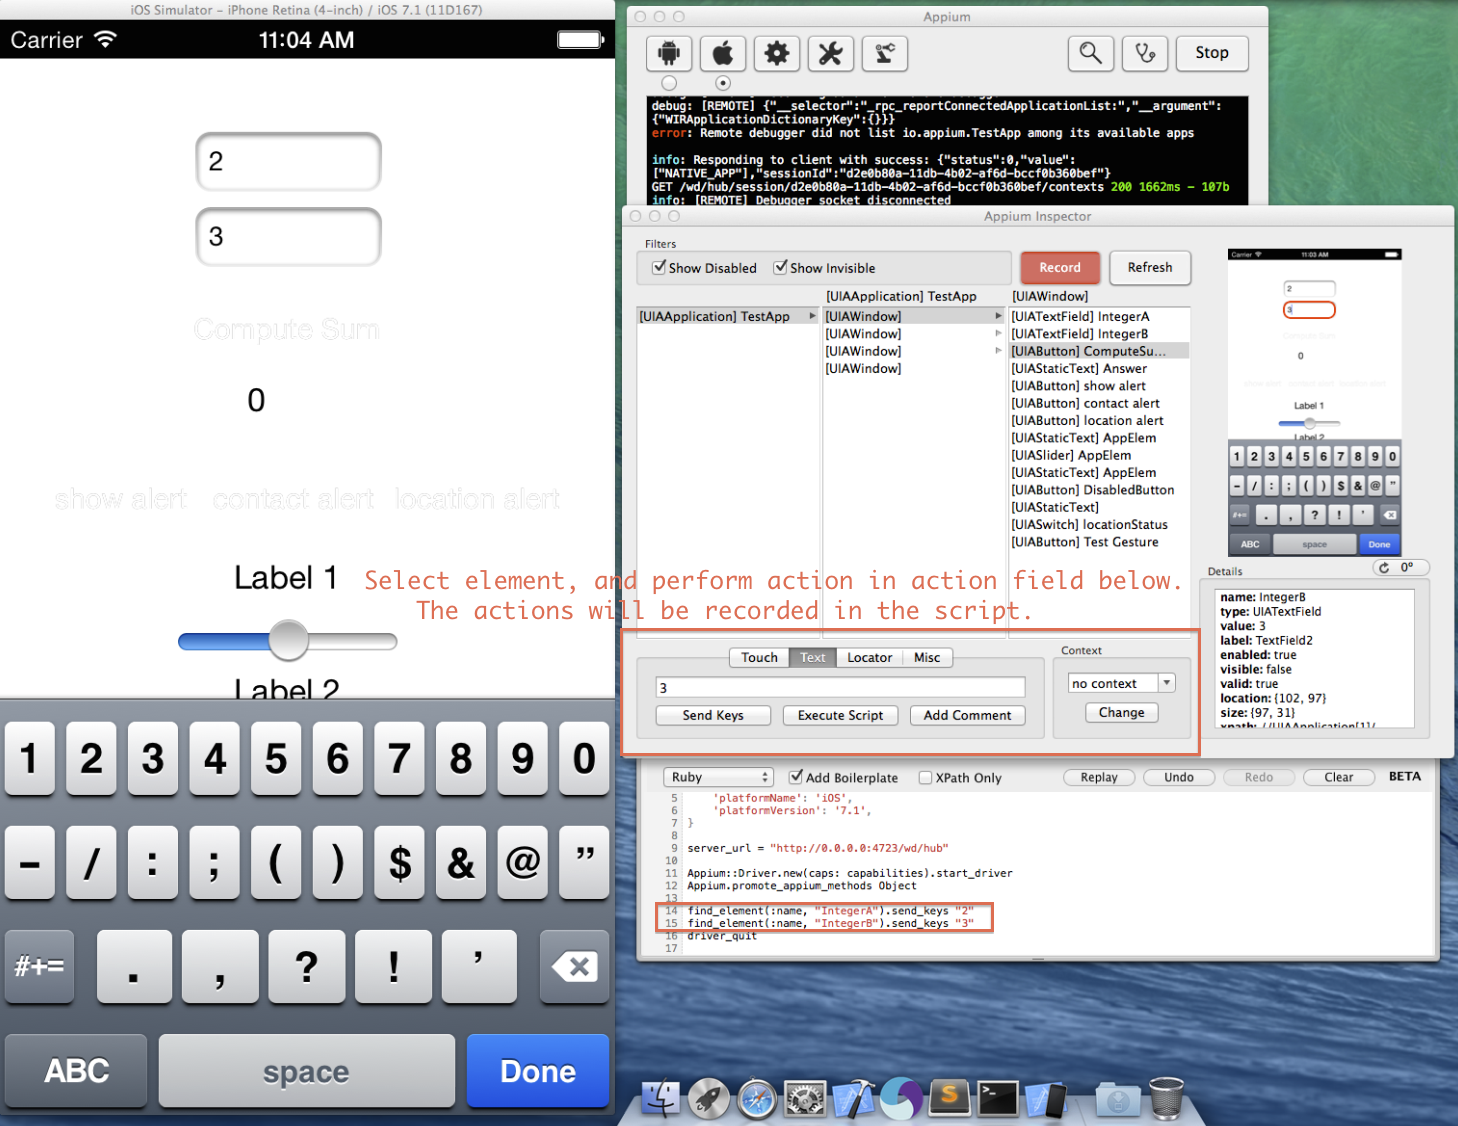 iOS Simulator – iPhone Retina (4-inch) / iOS 7.1 (11D167)
Carrier
11:04 AM
2
3
Compute Sum
0
show alert contact alert location alert
Label 1
Label 2
1 2 3 4 5 6 7 8 9 0
- / : ; ( ) $ & @ "
#+= . , ? ! '
ABC space Done
Appium
Stop
debug: [REMOTE] {"__selector":"_rpc_reportConnectedApplicationList:","__argument":
{"WIRApplicationDictionaryKey":{}}}
error: Remote debugger did not list io.appium.TestApp among its available apps
info: Responding to client with success: {"status":0,"value":
["NATIVE_APP"],"sessionId":"d2e0b80a-11db-4b02-af6d-bccf0b360bef"}
GET /wd/hub/session/d2e0b80a-11db-4b02-af6d-bccf0b360bef/contexts 200 1662ms - 107b
info: [REMOTE] Debugger socket disconnected
Appium Inspector
Filters
Show Disabled Show Invisible
Record Refresh
[UIAApplication] TestApp [UIAWindow]
[UIAApplication] TestApp
[UIAWindow]
[UIAWindow]
[UIAWindow]
[UIAWindow]
[UIATextField] IntegerA
[UIATextField] IntegerB
[UIAButton] ComputeSu...
[UIAStaticText] Answer
[UIAButton] show alert
[UIAButton] contact alert
[UIAButton] location alert
[UIAStaticText] AppElem
[UIASlider] AppElem
[UIAStaticText] AppElem
[UIAButton] DisabledButton
[UIAStaticText]
[UIASwitch] locationStatus
[UIAButton] Test Gesture
Carrier 11:03 AM
2
3
Compute Sum
0
show alert contact alert location alert
Label 1
Label 2
1 2 3 4 5 6 7 8 9 0
- / : ; ( ) $ & @ "
#+= . , ? ! '
ABC space Done
Select element, and perform action in action field below.
The actions will be recorded in the script.
Details 0°
name: IntegerB
type: UIATextField
value: 3
label: TextField2
enabled: true
visible: false
valid: true
location: {102, 97}
size: {97, 31}
xpath: //UIAApplication[1]/
Touch Text Locator Misc
3
Send Keys Execute Script Add Comment
Context
no context
Change
Ruby Add Boilerplate XPath Only Replay Undo Redo Clear BETA
5 'platformName': 'iOS',
6 'platformVersion': '7.1',
7 }
8
9 server_url = "http://0.0.0.0:4723/wd/hub"
10
11 Appium::Driver.new(caps: capabilities).start_driver
12 Appium.promote_appium_methods Object
13
14 find_element(:name, "IntegerA").send_keys "2"
15 find_element(:name, "IntegerB").send_keys "3"
16 driver_quit
17